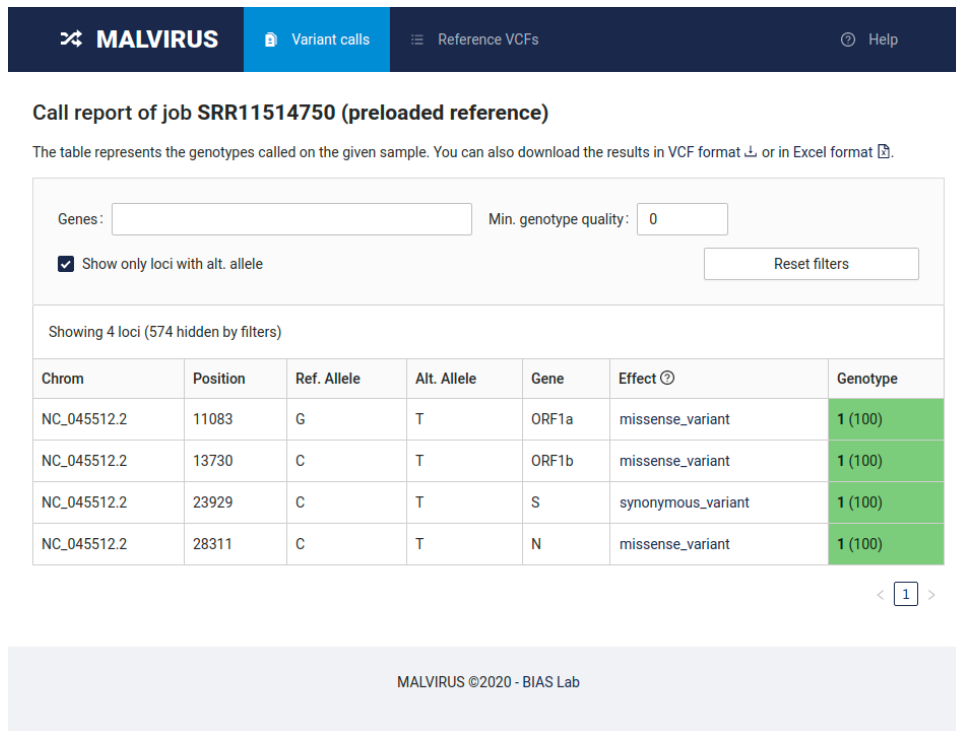 MALVIRUS Variant calls Reference VCFs Help
Call report of job SRR11514750 (preloaded reference)
The table represents the genotypes called on the given sample. You can also download the results in VCF format or in Excel format .
Genes: Min. genotype quality: 0
Show only loci with alt. allele Reset filters
Showing 4 loci (574 hidden by filters)
Chrom Position Ref. Allele Alt. Allele Gene Effect Genotype
NC_045512.2 11083 G T ORF1a missense_variant 1 (100)
NC_045512.2 13730 C T ORF1b missense_variant 1 (100)
NC_045512.2 23929 C T S synonymous_variant 1 (100)
NC_045512.2 28311 C T N missense_variant 1 (100)
< 1 >
MALVIRUS ©2020 - BIAS Lab